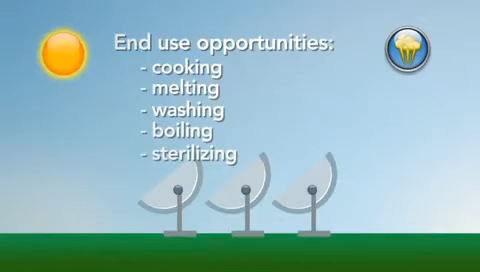 End use opportunities:
- cooking
- melting
- washing
- boiling
- sterilizing